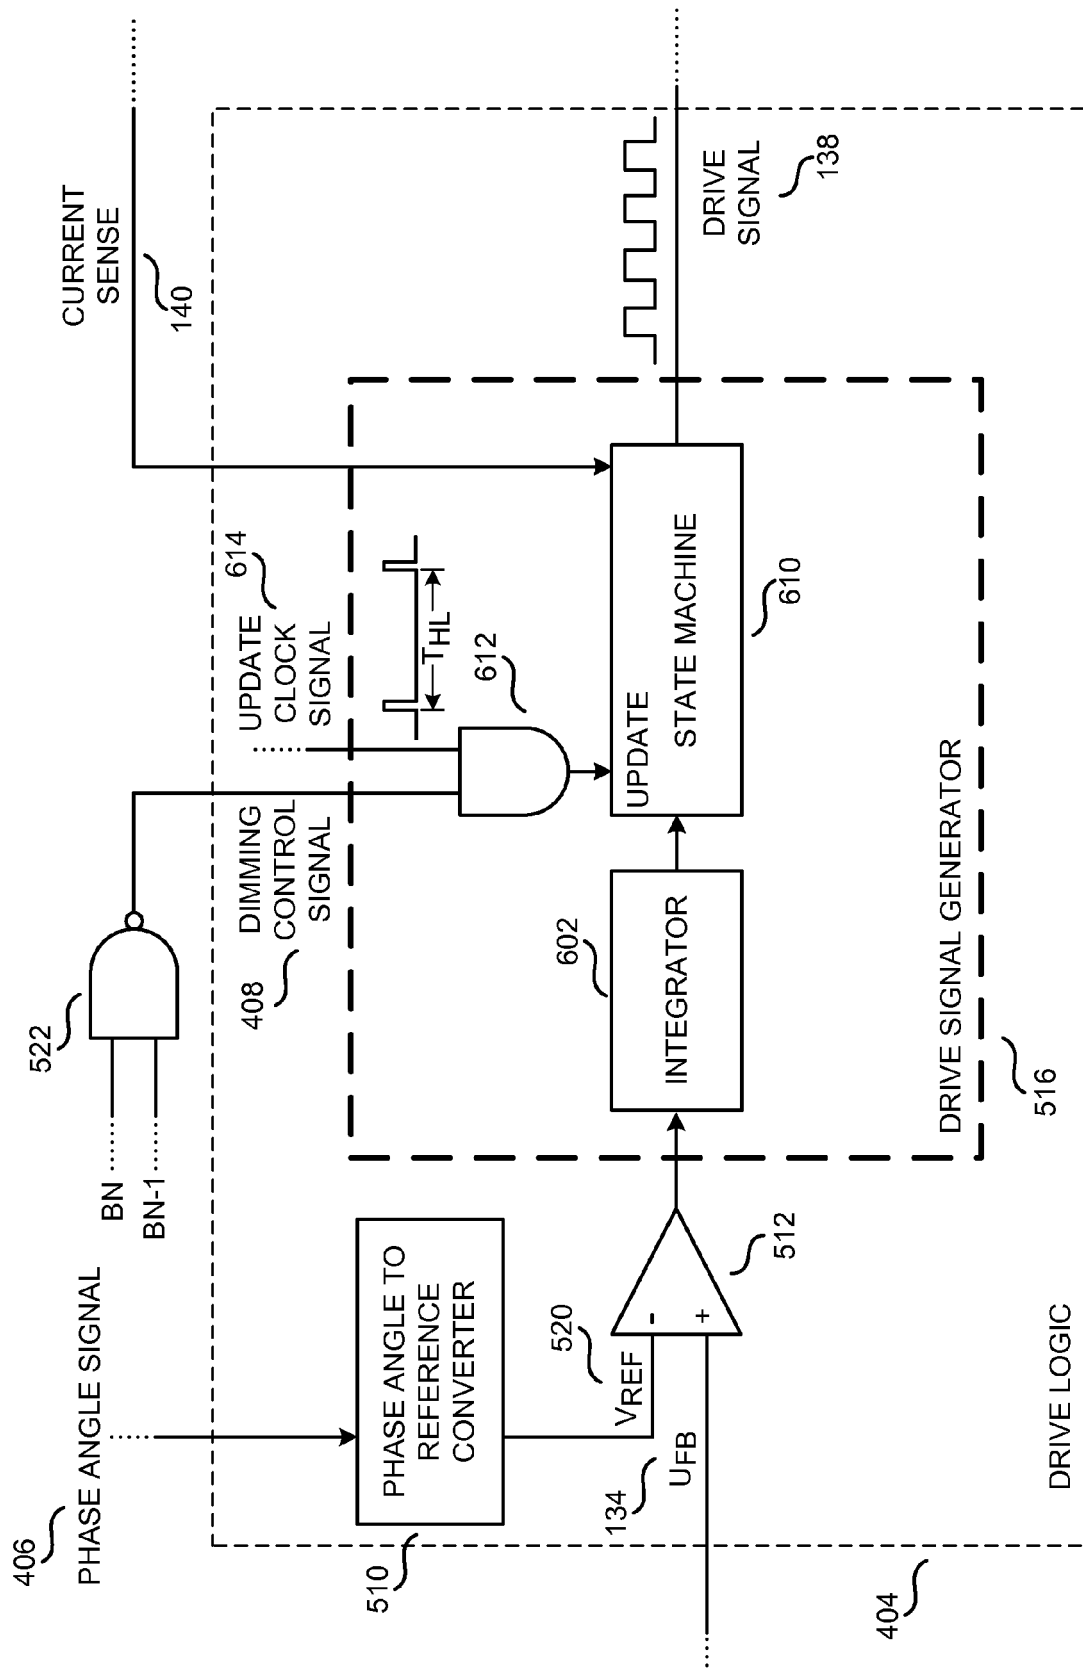 CURRENT
SENSE
140
406
PHASE ANGLE SIGNAL
BN
BN-1
522
408
DIMMING
CONTROL
SIGNAL
UPDATE
CLOCK
SIGNAL
614
THL
612
510
PHASE ANGLE TO
REFERENCE
CONVERTER
520
VREF
134
UFB
-
+
512
602
INTEGRATOR
UPDATE
STATE MACHINE
610
DRIVE
SIGNAL
138
DRIVE SIGNAL GENERATOR
516
DRIVE LOGIC
404